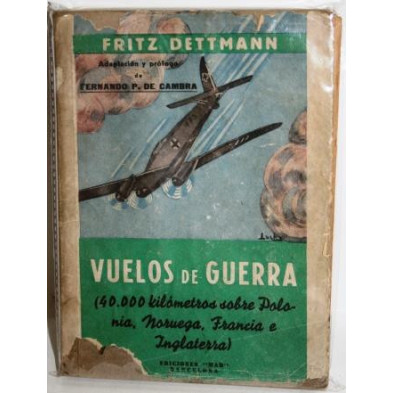 FRITZ DETTMANN
Adaptación y prólogo
de
FERNANDO P. DE CAMBRA
VUELOS DE GUERRA
(40.000 kilómetros sobre Polo-
nia, Noruega, Francia e
Inglaterra)
EDICIONES "MAR"
BARCELONA